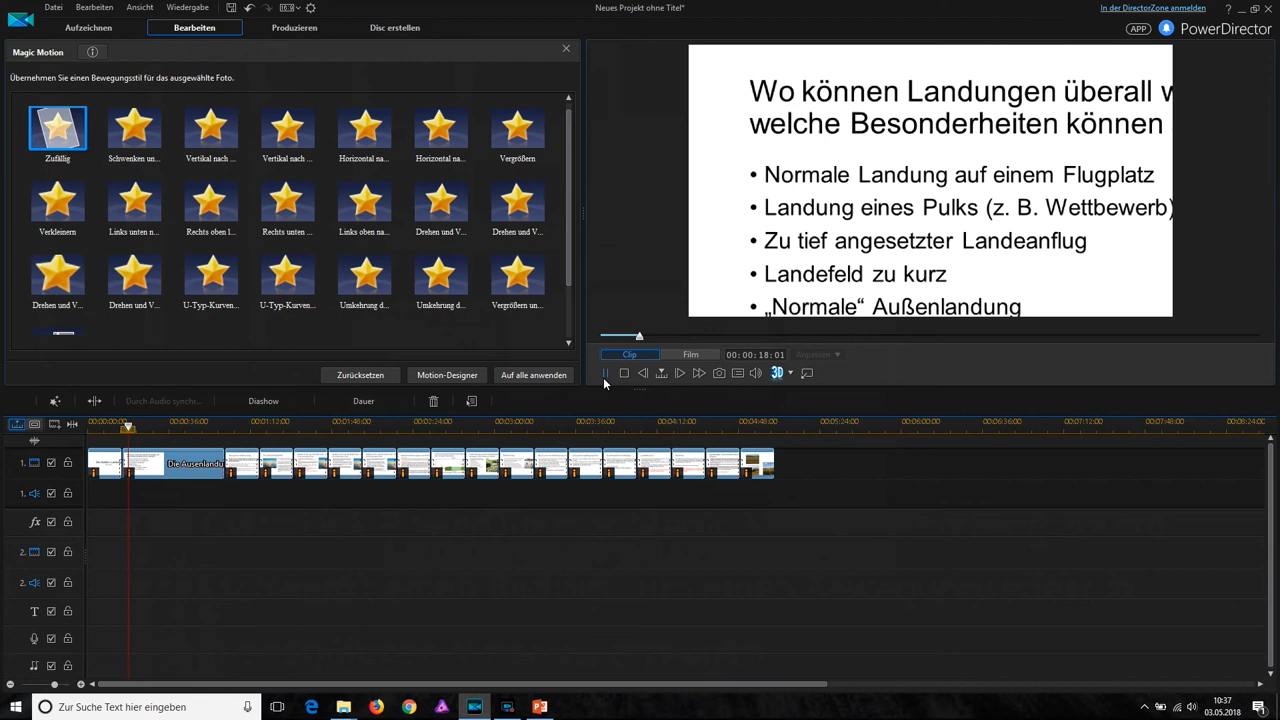 Datei Bearbeiten Ansicht Wiedergabe
Neues Projekt ohne Titel*
In der DirectorZone anmelden
Aufzeichnen Bearbeiten Produzieren Disc erstellen
APP PowerDirector
Magic Motion
Übernehmen Sie einen Bewegungsstil für das ausgewählte Foto.
Zufällig Schwenken un... Vertikal nach ... Vertikal nach ... Horizontal na... Horizontal na... Vergrößern
Verkleinern Links unten n... Rechts oben l... Rechts unten ... Links oben na... Drehen und V... Drehen und V...
Drehen und V... Drehen und V... U-Typ-Kurven... U-Typ-Kurven... Umkehrung d... Umkehrung d... Vergrößern un...
Zurücksetzen Motion-Designer Auf alle anwenden
Wo können Landungen überall w
welche Besonderheiten können
• Normale Landung auf einem Flugplatz
• Landung eines Pulks (z. B. Wettbewerb)
• Zu tief angesetzter Landeanflug
• Landefeld zu kurz
• „Normale“ Außenlandung
Clip Film 00:00:18:01 Anpassen
3D
Durch Audio synchr... Diashow Dauer
00:00:00:00 00:00:36:00 00:01:12:00 00:01:48:00 00:02:24:00 00:03:00:00 00:03:36:00 00:04:12:00 00:04:48:00 00:05:24:00 00:06:00:00 00:06:36:00 00:07:12:00 00:07:48:00 00:08:24:00
1.
Die Ausenlandu
1.
fx
2.
2.
T
Zur Suche Text hier eingeben
10:37
03.05.2018
1